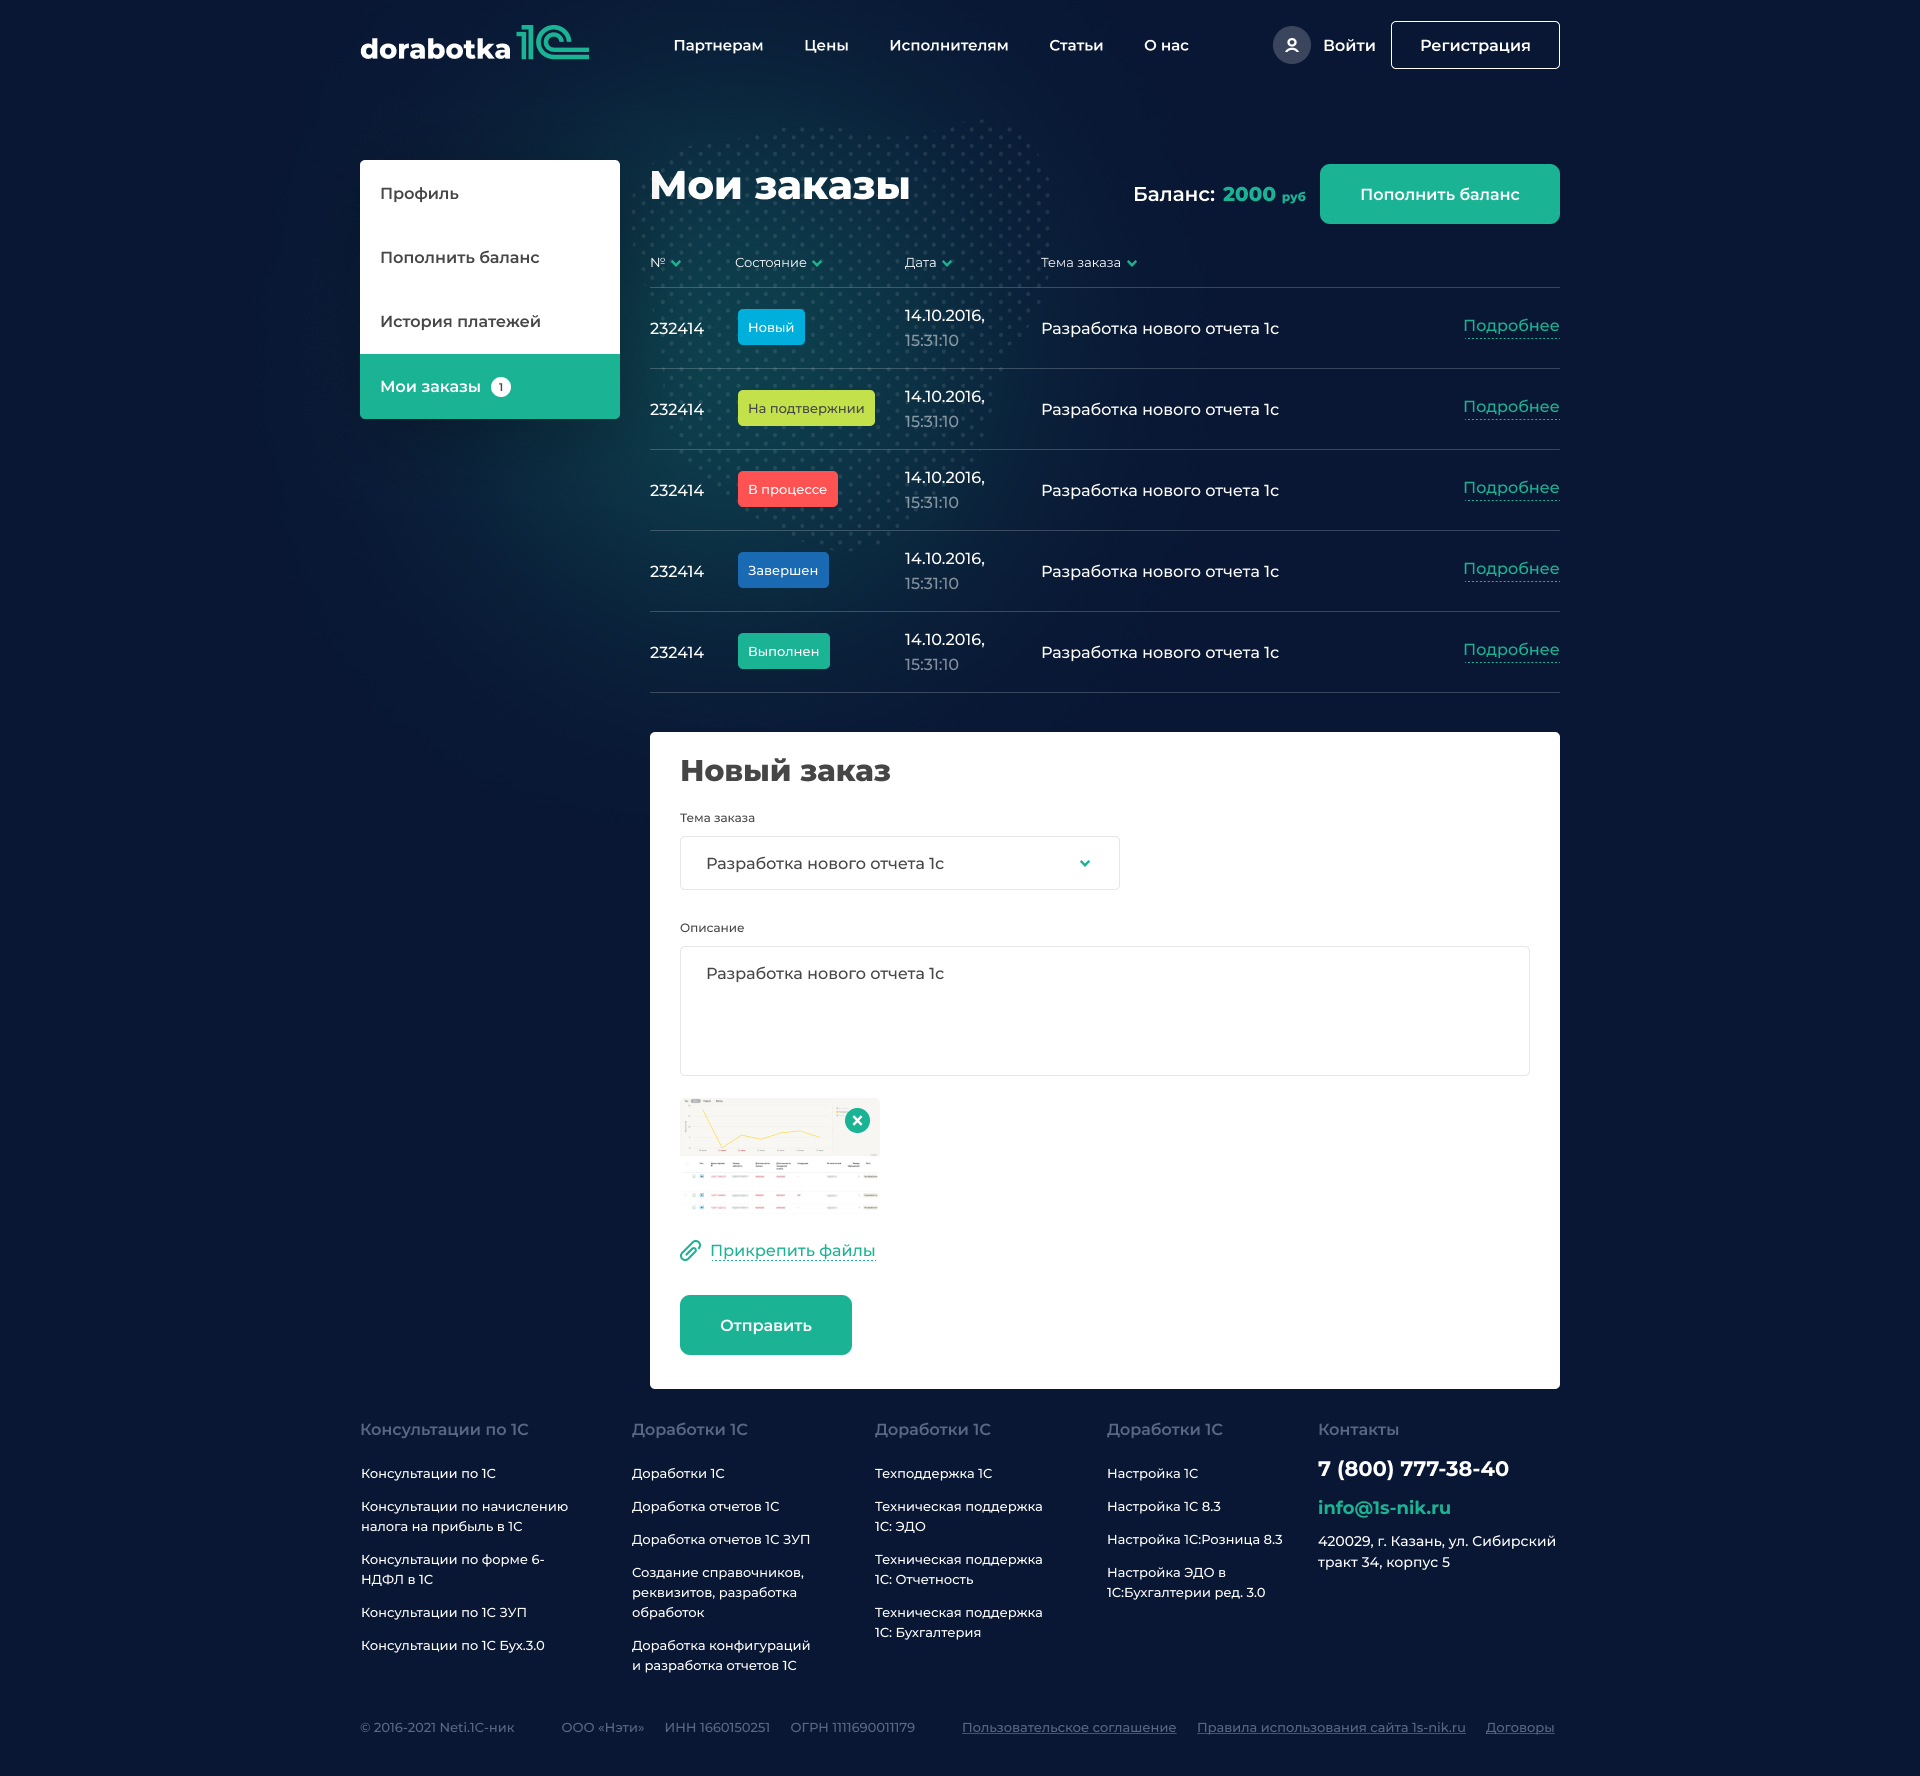 dorabotka 1С
Партнерам Цены Исполнителям Статьи О нас
Войти Регистрация
Профиль
Пополнить баланс
История платежей
Мои заказы 1
Мои заказы
Баланс: 2000 руб Пополнить баланс
№ Состояние Дата Тема заказа
232414 Новый 14.10.2016, 15:31:10 Разработка нового отчета 1с Подробнее
232414 На подтвержнии 14.10.2016, 15:31:10 Разработка нового отчета 1с Подробнее
232414 В процессе 14.10.2016, 15:31:10 Разработка нового отчета 1с Подробнее
232414 Завершен 14.10.2016, 15:31:10 Разработка нового отчета 1с Подробнее
232414 Выполнен 14.10.2016, 15:31:10 Разработка нового отчета 1с Подробнее
Новый заказ
Тема заказа
Разработка нового отчета 1с
Описание
Разработка нового отчета 1с
Прикрепить файлы
Отправить
Консультации по 1С
Консультации по 1С
Консультации по начислению
налога на прибыль в 1С
Консультации по форме 6-
НДФЛ в 1С
Консультации по 1С ЗУП
Консультации по 1С Бух.3.0
Доработки 1С
Доработки 1С
Доработка отчетов 1С
Доработка отчетов 1С ЗУП
Создание справочников,
реквизитов, разработка
обработок
Доработка конфигураций
и разработка отчетов 1С
Доработки 1С
Техподдержка 1С
Техническая поддержка
1С: ЭДО
Техническая поддержка
1С: Отчетность
Техническая поддержка
1С: Бухгалтерия
Доработки 1С
Настройка 1С
Настройка 1С 8.3
Настройка 1С:Розница 8.3
Настройка ЭДО в
1С:Бухгалтерии ред. 3.0
Контакты
7 (800) 777-38-40
info@1s-nik.ru
420029, г. Казань, ул. Сибирский
тракт 34, корпус 5
© 2016-2021 Neti.1С-ник ООО «Нэти» ИНН 1660150251 ОГРН 1111690011179 Пользовательское соглашение Правила использования сайта 1s-nik.ru Договоры